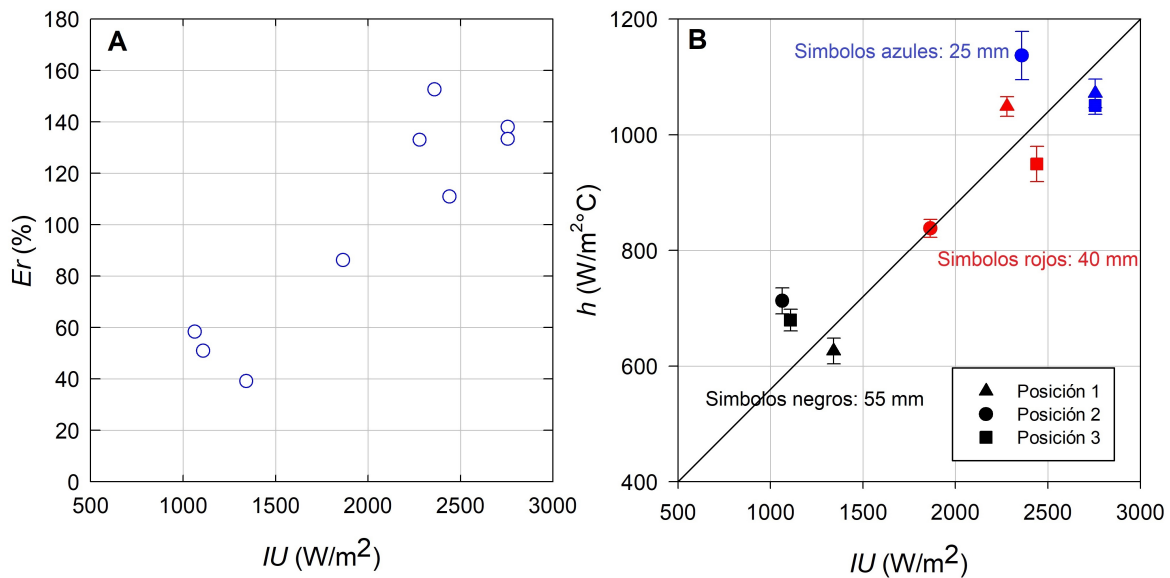 A
180
160
140
120
100
80
60
40
20
0
Er (%)
500 1000 1500 2000 2500 3000
IU (W/m2)
B
Simbolos azules: 25 mm
Simbolos rojos: 40 mm
Simbolos negros: 55 mm
Posición 1
Posición 2
Posición 3
1200
1000
800
600
400
h (W/m²°C)
500 1000 1500 2000 2500 3000
IU (W/m2)